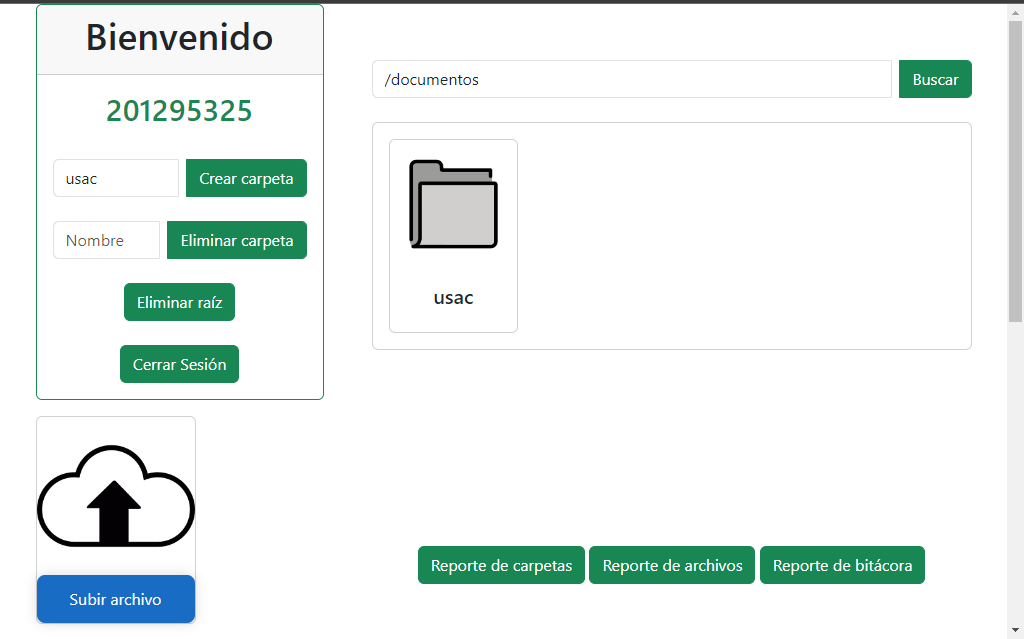 Bienvenido
201295325
usac
Crear carpeta
Nombre
Eliminar carpeta
Eliminar raíz
Cerrar Sesión
Subir archivo
/documentos
Buscar
usac
Reporte de carpetas
Reporte de archivos
Reporte de bitácora